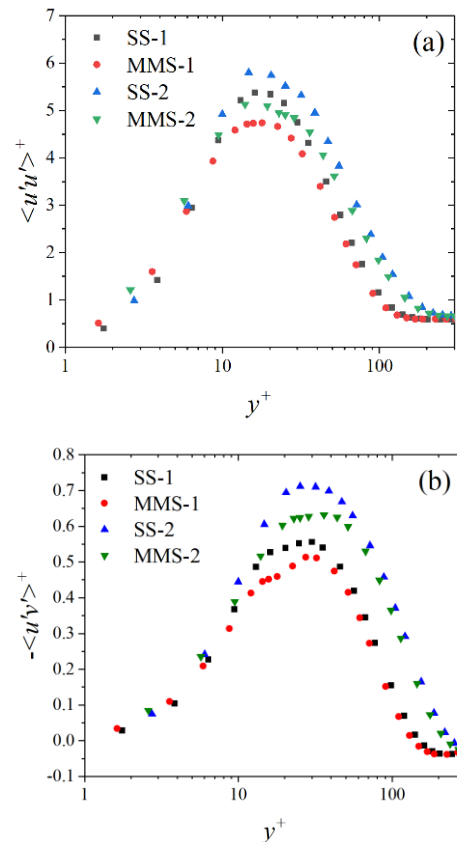 (a)
SS-1
MMS-1
SS-2
MMS-2
7
6
5
4
3
2
1
0
<u'u'>+
1 10 100
y+
(b)
SS-1
MMS-1
SS-2
MMS-2
0.8
0.7
0.6
0.5
0.4
0.3
0.2
0.1
0.0
-0.1
-<u'v'>+
1 10 100
y+